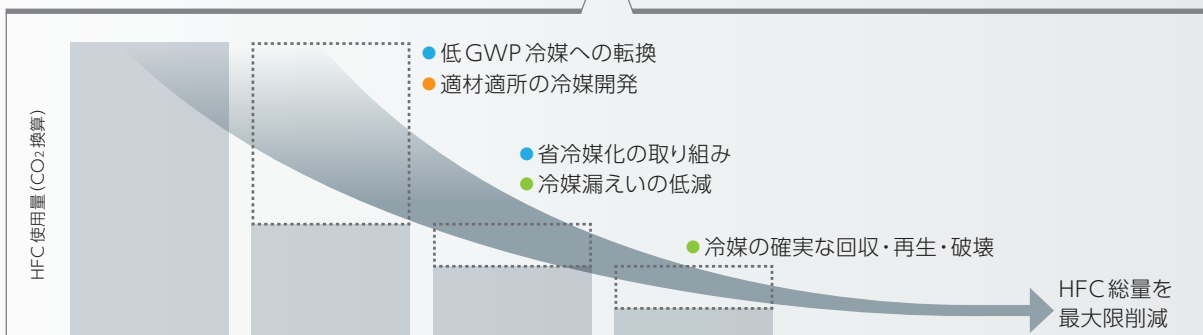 低GWP冷媒への転換
適材適所の冷媒開発
HFC使用量(CO2換算)
省冷媒化の取り組み
冷媒漏えいの低減
冷媒の確実な回収・再生・破壊
HFC総量を
最大限削減